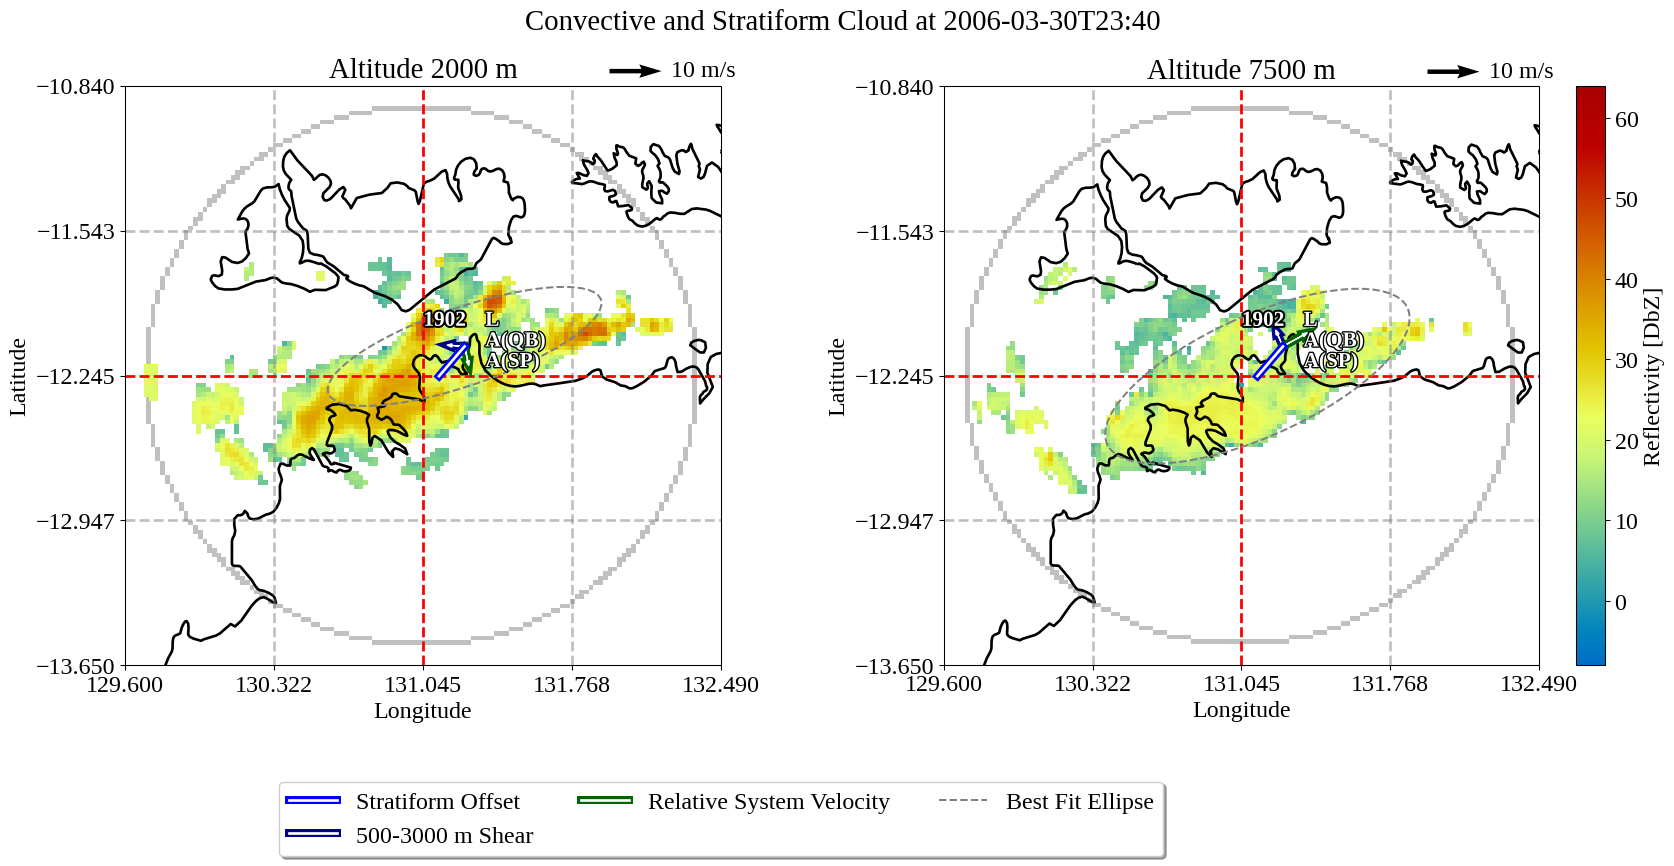 Convective and Stratiform Cloud at 2006-03-30T23:40
Altitude 2000 m
10 m/s
Altitude 7500 m
10 m/s
−10.840
−11.543
−12.245
−12.947
−13.650
Latitude
129.600
130.322
131.045
131.768
132.490
Longitude
1902
L
A(QB)
A(SP)
−10.840
−11.543
−12.245
−12.947
−13.650
Latitude
129.600
130.322
131.045
131.768
132.490
Longitude
1902
L
A(QB)
A(SP)
60
50
40
30
20
10
0
Reflectivity [DbZ]
Stratiform Offset
Relative System Velocity
Best Fit Ellipse
500-3000 m Shear